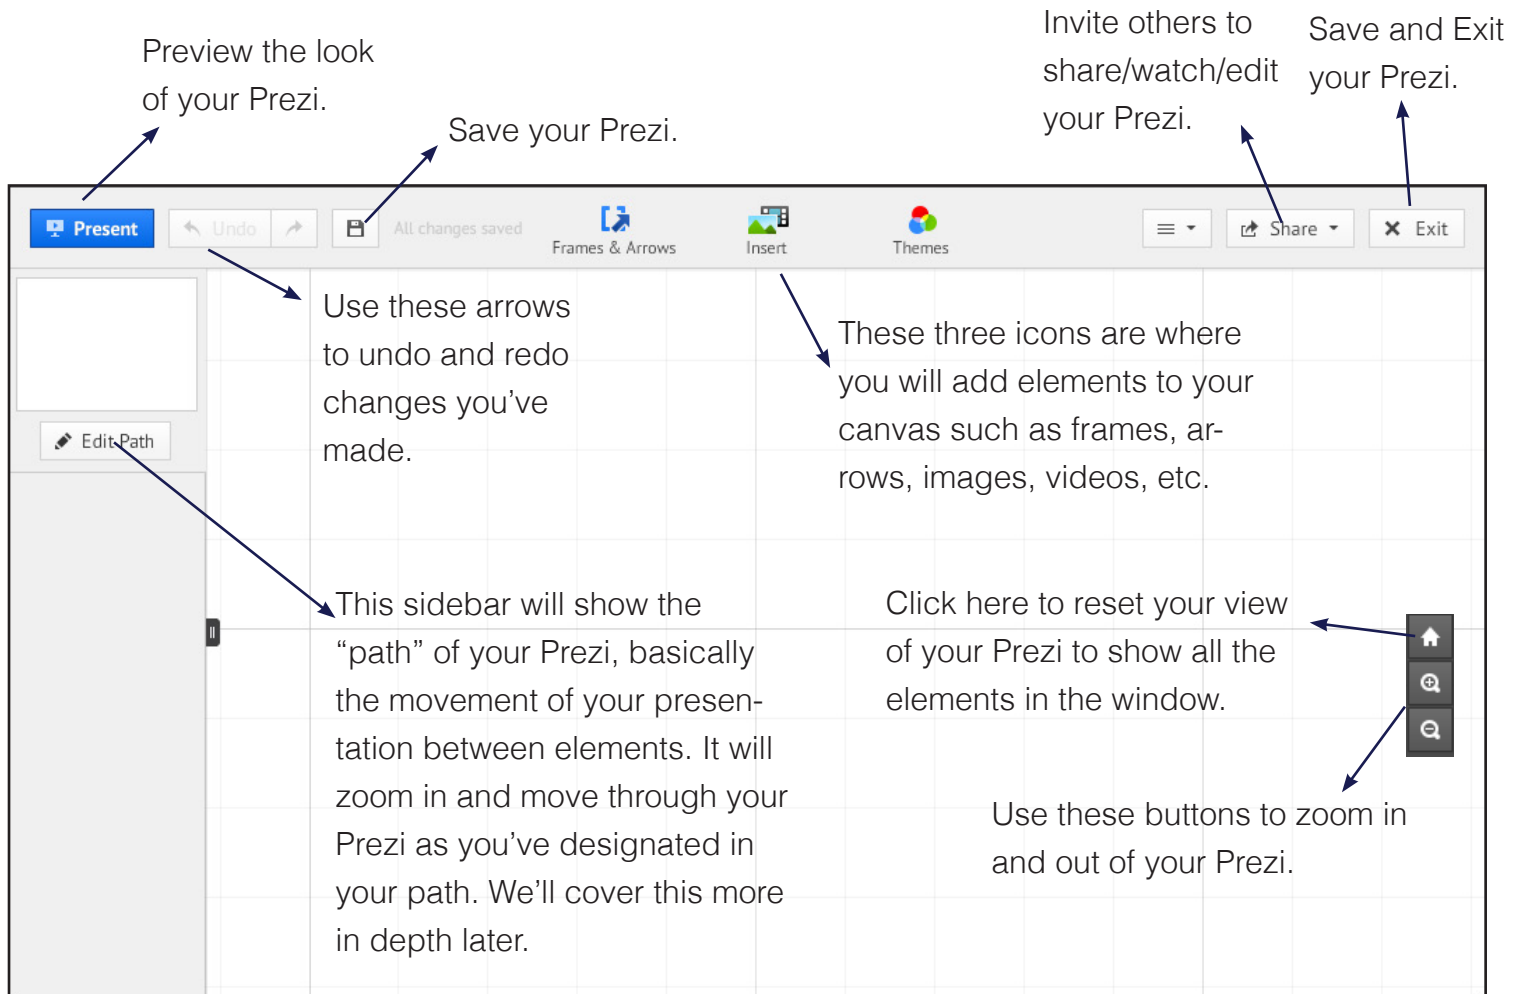 Preview the look
of your Prezi.
Save your Prezi.
Invite others to
share/watch/edit
your Prezi.
Save and Exit
your Prezi.
Present
Undo
All changes saved
Frames & Arrows
Insert
Themes
Share
Exit
Edit Path
Use these arrows
to undo and redo
changes you’ve
made.
These three icons are where
you will add elements to your
canvas such as frames, ar-
rows, images, videos, etc.
This sidebar will show the
“path” of your Prezi, basically
the movement of your presen-
tation between elements. It will
zoom in and move through your
Prezi as you’ve designated in
your path. We’ll cover this more
in depth later.
Click here to reset your view
of your Prezi to show all the
elements in the window.
Use these buttons to zoom in
and out of your Prezi.